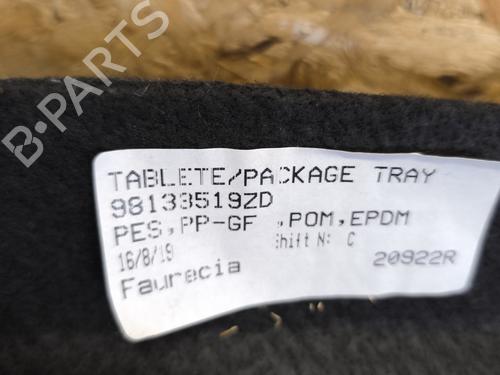 B-PARTS
TABLETE/PACKAGE TRAY
98133519ZD
PES,PP-GF ,POM,EPDM
16/8/19 Shift N: C
Faurecia 20922R